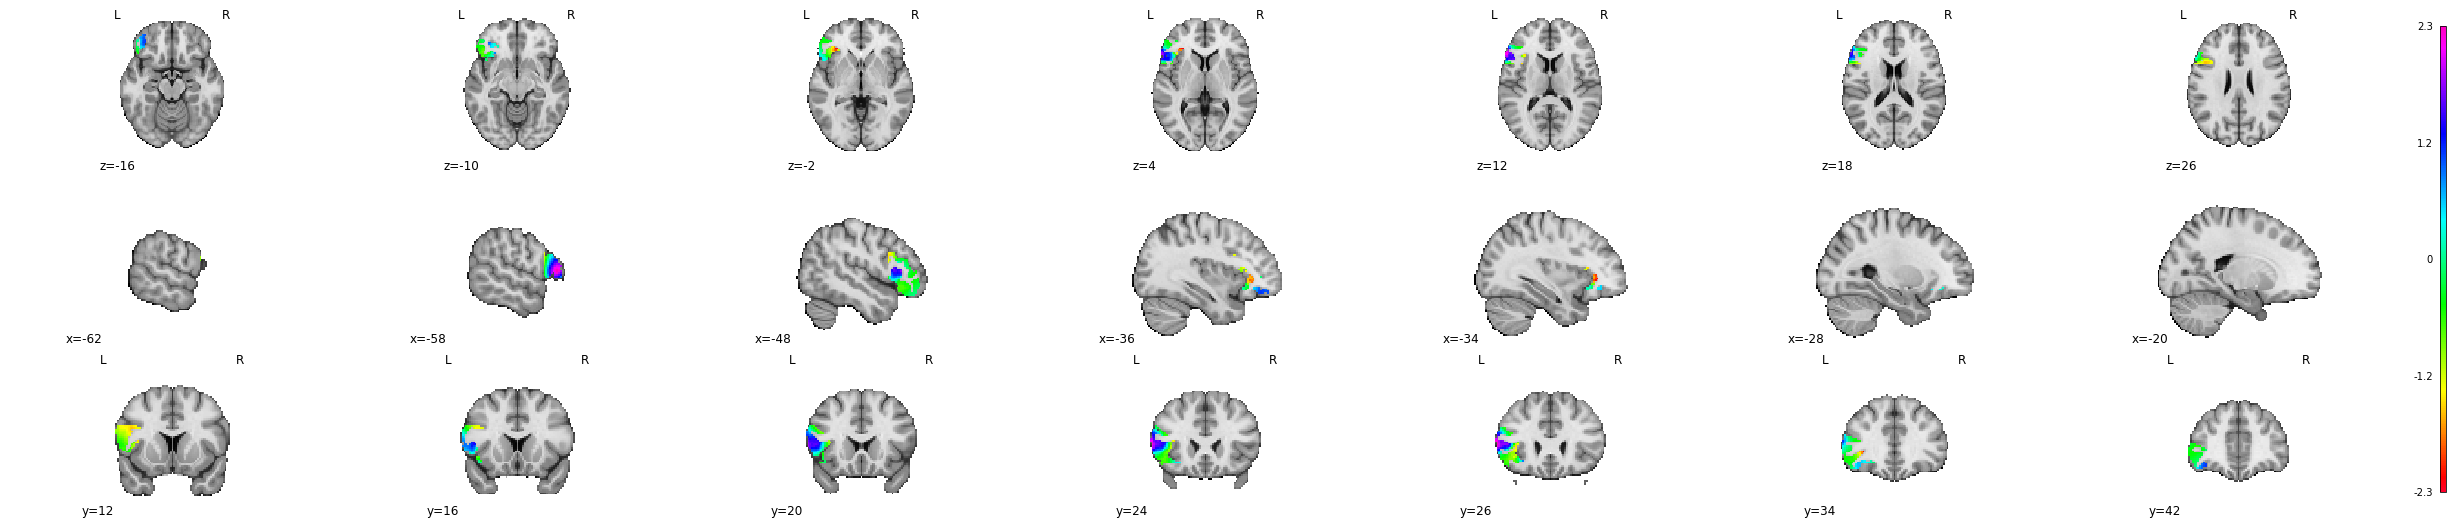 L R L R L R L R L R L R L R
2.3
1.2
0
-1.2
-2.3
z=-16 z=-10 z=-2 z=4 z=12 z=18 z=26
x=-62 x=-58 x=-48 x=-36 x=-34 x=-28 x=-20
L R L R L R L R L R L R L R
y=12 y=16 y=20 y=24 y=26 y=34 y=42